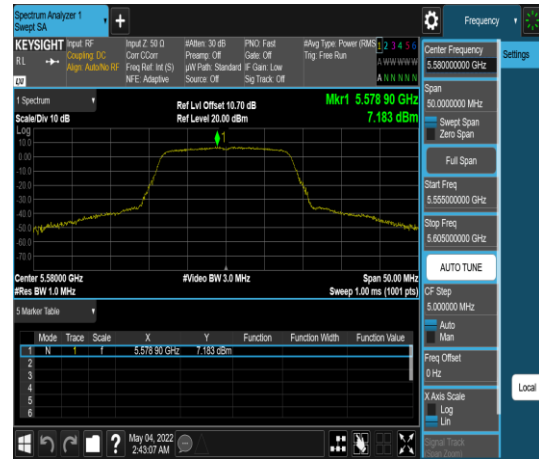 Spectrum Analyzer 1
Swept SA
+
Frequency
KEYSIGHT
Input: RF
Coupling: DC
Align: Auto/No RF
Input Z: 50 Ω
Corr CCorr
Freq Ref: Int (S)
NFE: Adaptive
#Atten: 30 dB
Preamp: Off
µW Path: Standard
Source: Off
PNO: Fast
Gate: Off
IF Gain: Low
Sig Track: Off
#Avg Type: Power (RMS
Trig: Free Run
1 2 3 4 5 6
A WW WW W
A N N N N N
RL
LXI
1 Spectrum
Scale/Div 10 dB
Ref Lvl Offset 10.70 dB
Ref Level 20.00 dBm
Mkr1 5.578 90 GHz
7.183 dBm
Log
1
10.0
0.00
-10.0
-20.0
-30.0
-40.0
-50.0
-60.0
-70.0
Center 5.58000 GHz
#Res BW 1.0 MHz
#Video BW 3.0 MHz
Span 50.00 MHz
Sweep 1.00 ms (1001 pts)
5 Marker Table
Mode Trace Scale X Y Function Function Width Function Value
1 N 1 f 5.578 90 GHz 7.183 dBm
2
3
4
5
6
?
May 04, 2022
2:43:07 AM
Center Frequency
5.580000000 GHz
Span
50.0000000 MHz
Swept Span
Zero Span
Full Span
Start Freq
5.555000000 GHz
Stop Freq
5.605000000 GHz
AUTO TUNE
CF Step
5.000000 MHz
Auto
Man
Freq Offset
0 Hz
X Axis Scale
Log
Lin
Signal Track
(Span Zoom)
Settings
Local